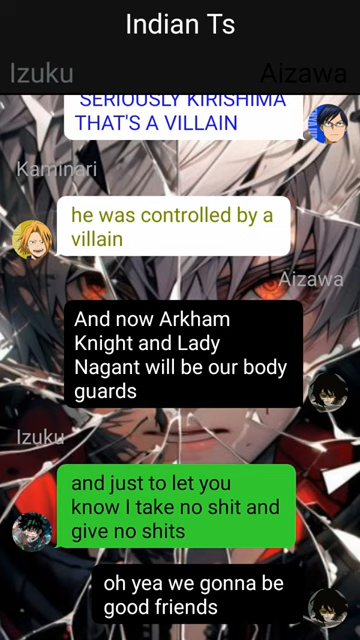 Indian Ts
Izuku
Aizawa
SERIOUSLY KIRISHIMA
THAT'S A VILLAIN
Kaminari
he was controlled by a
villain
Aizawa
And now Arkham
Knight and Lady
Nagant will be our body
guards
Izuku
and just to let you
know I take no shit and
give no shits
oh yea we gonna be
good friends